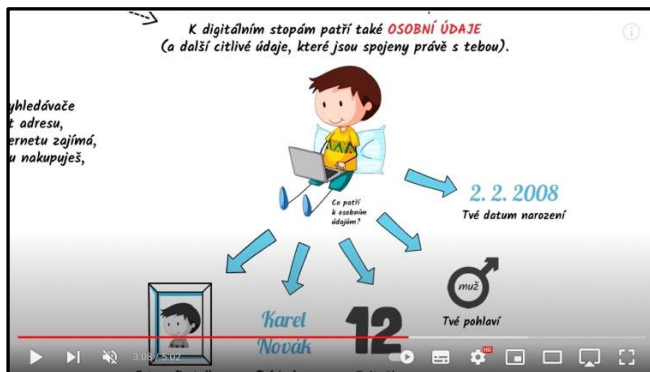 K digitálním stopám patří také OSOBNÍ ÚDAJE
(a další citlivé údaje, které jsou spojeny právě s tebou).
yhledávače
t adresu,
ernetu zajímá,
u nakupuješ,
Co patří
k osobním
údajům?
2. 2. 2008
Tvé datum narození
muž
Tvé pohlaví
Karel
Novák
12
3:08 / 5:02
HD